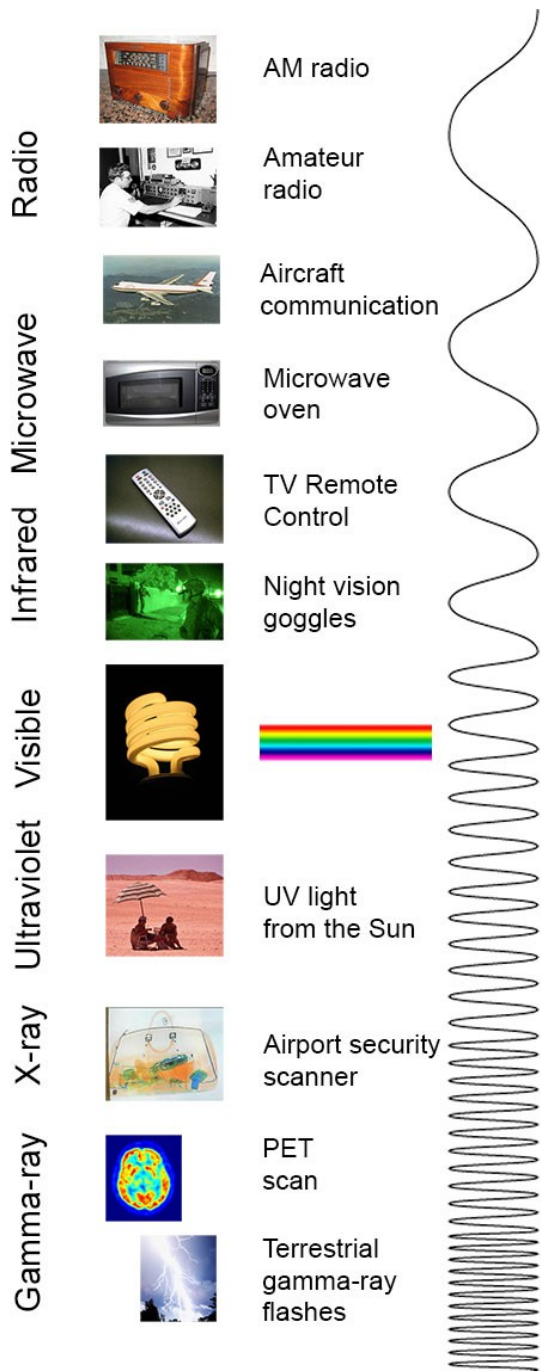 Radio
AM radio
Amateur
radio
Aircraft
communication
Microwave
Microwave
oven
Infrared
TV Remote
Control
Night vision
goggles
Visible
Ultraviolet
UV light
from the Sun
X-ray
Airport security
scanner
Gamma-ray
PET
scan
Terrestrial
gamma-ray
flashes